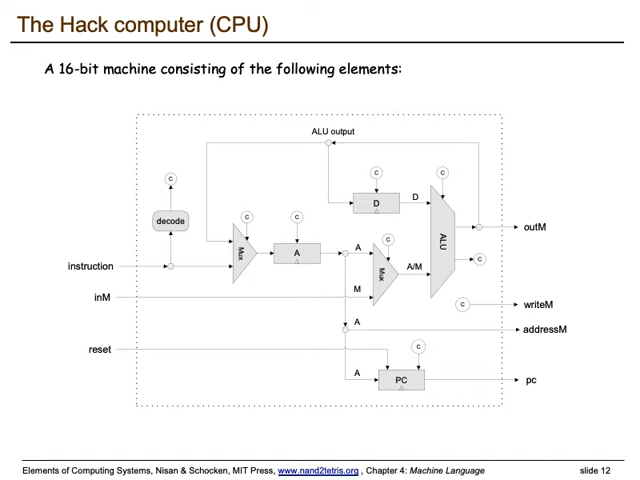 The Hack computer (CPU)
A 16-bit machine consisting of the following elements:
ALU output
c
c
c
D
D
decode
c
c
c
outM
Mux
A
A
Mux
A/M
ALU
c
instruction
inM
M
c
writeM
A
addressM
reset
c
A
PC
pc
Elements of Computing Systems, Nisan & Schocken, MIT Press, www.nand2tetris.org , Chapter 4: Machine Language
slide 12